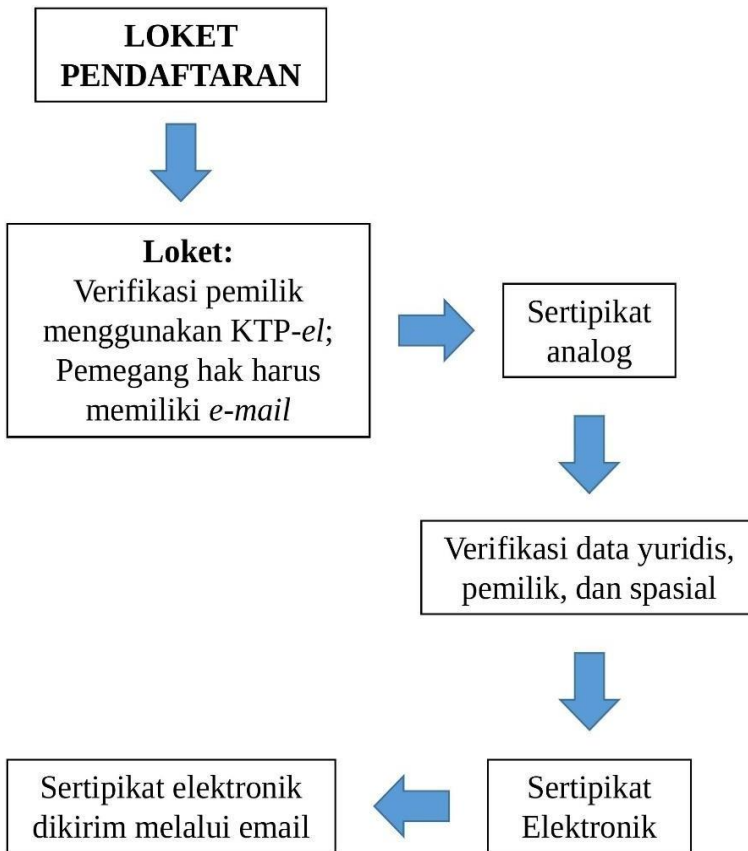 LOKET
PENDAFTARAN
Loket:
Verifikasi pemilik
menggunakan KTP-el;
Pemegang hak harus
memiliki e-mail
Sertipikat
analog
Verifikasi data yuridis,
pemilik, dan spasial
Sertipikat
Elektronik
Sertipikat elektronik
dikirim melalui email